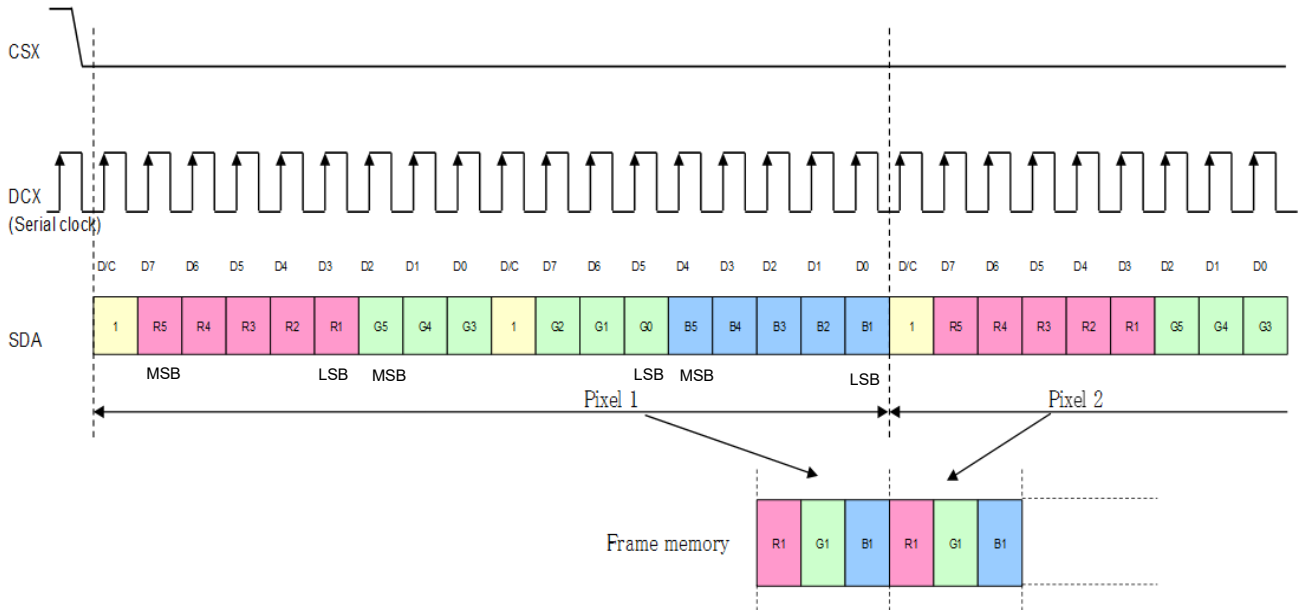 CSX
DCX
(Serial clock)
D/C D7 D6 D5 D4 D3 D2 D1 D0 D/C D7 D6 D5 D4 D3 D2 D1 D0 D/C D7 D6 D5 D4 D3 D2 D1 D0
SDA 1 R5 R4 R3 R2 R1 G5 G4 G3 1 G2 G1 G0 B5 B4 B3 B2 B1 1 R5 R4 R3 R2 R1 G5 G4 G3
MSB LSB MSB LSB MSB LSB
Pixel 1 Pixel 2
Frame memory R1 G1 B1 R1 G1 B1